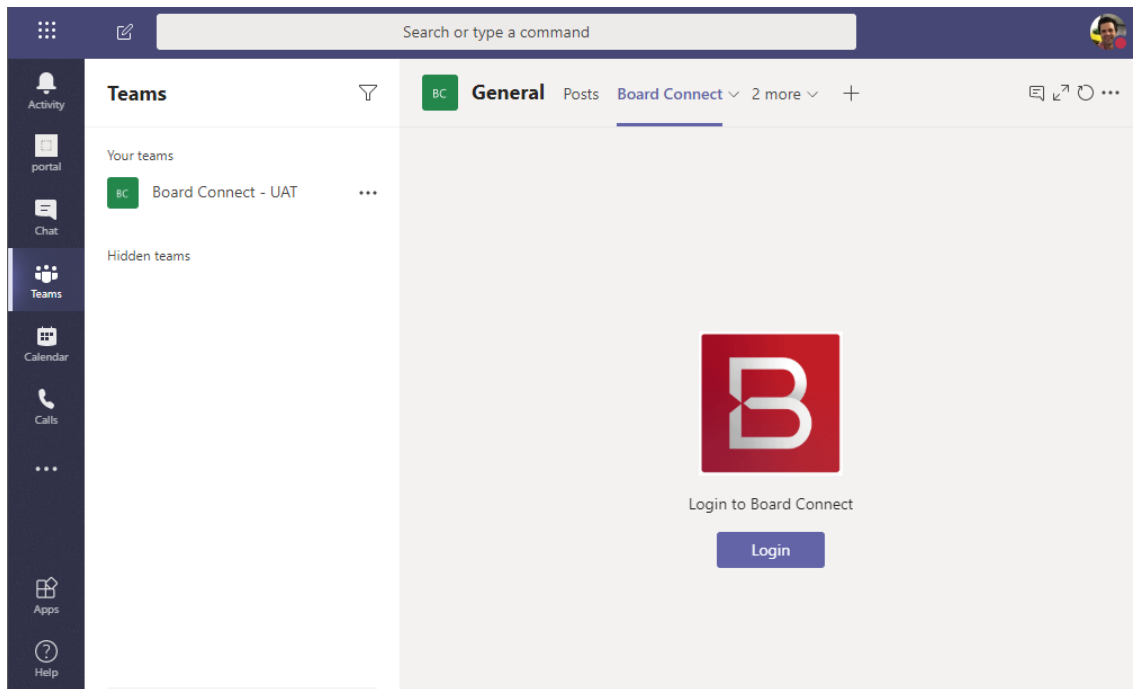 Search or type a command
Activity
portal
Chat
Teams
Calendar
Calls
Apps
Help
Teams
Your teams
BC Board Connect - UAT
Hidden teams
BC General Posts Board Connect 2 more
B
Login to Board Connect
Login